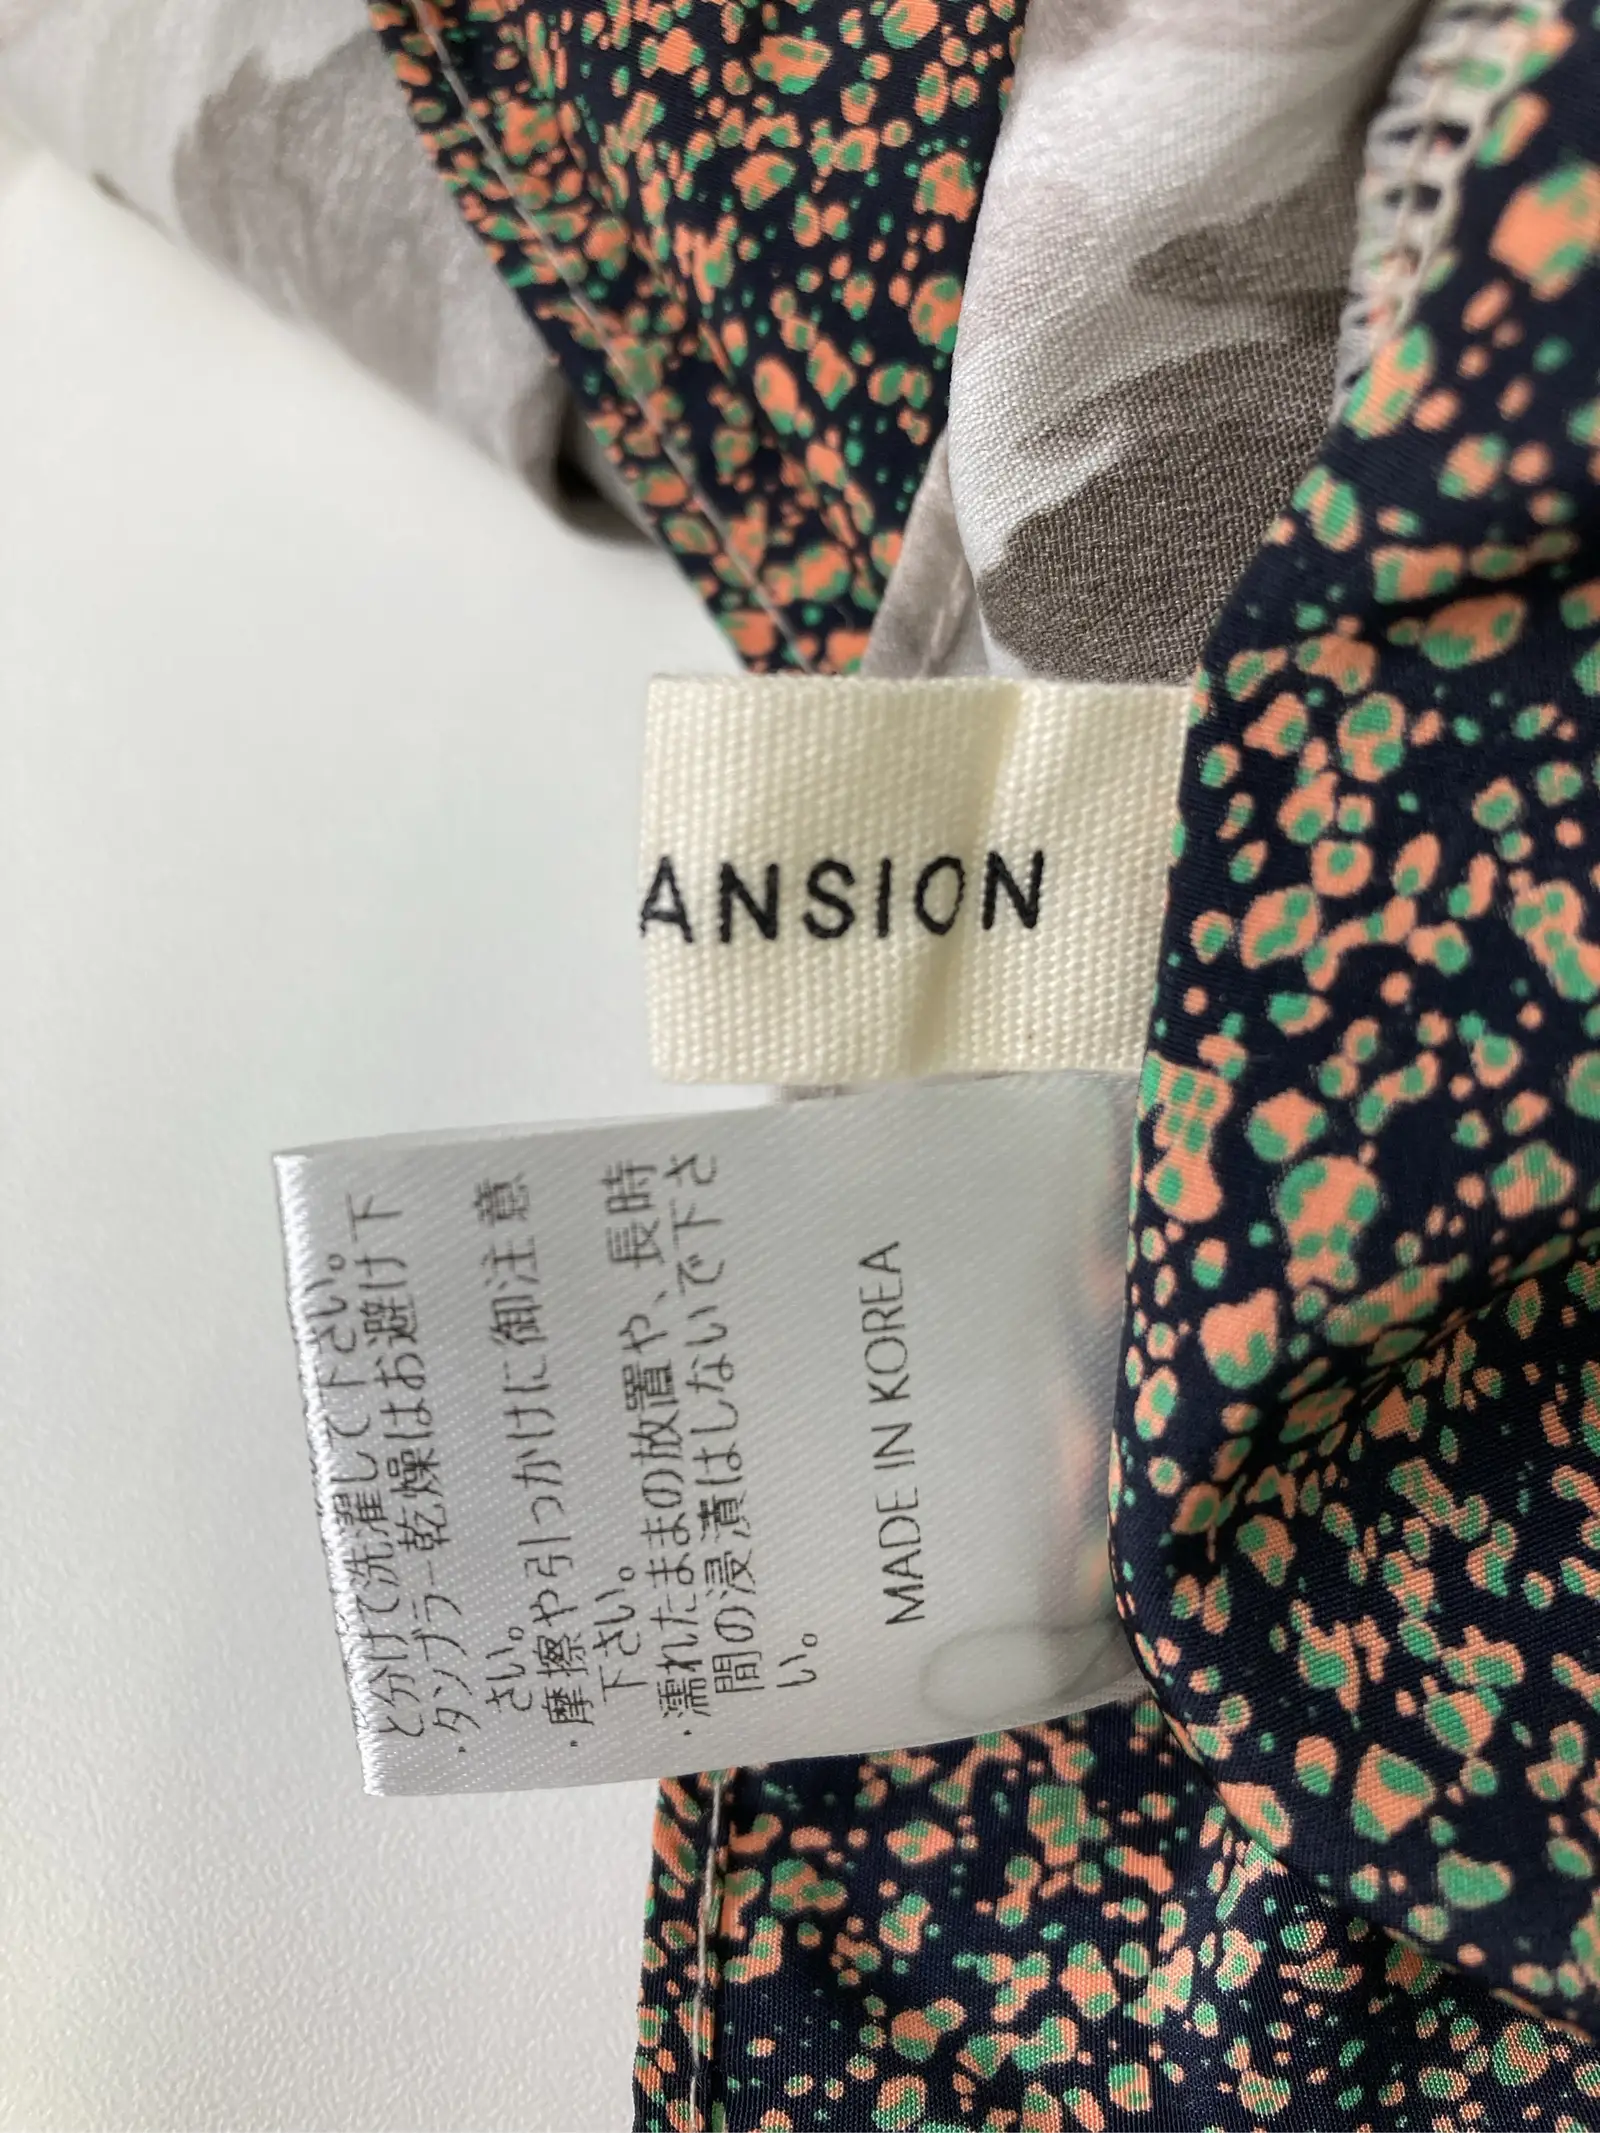 ANSION
と分けて洗濯して下さい。
・タンブラー乾燥はお避け下
さい。
・摩擦や引っかけに御注意
下さい。
・濡れたままの放置や、長時
間の浸漬はしないで下さ
い。
MADE IN KOREA